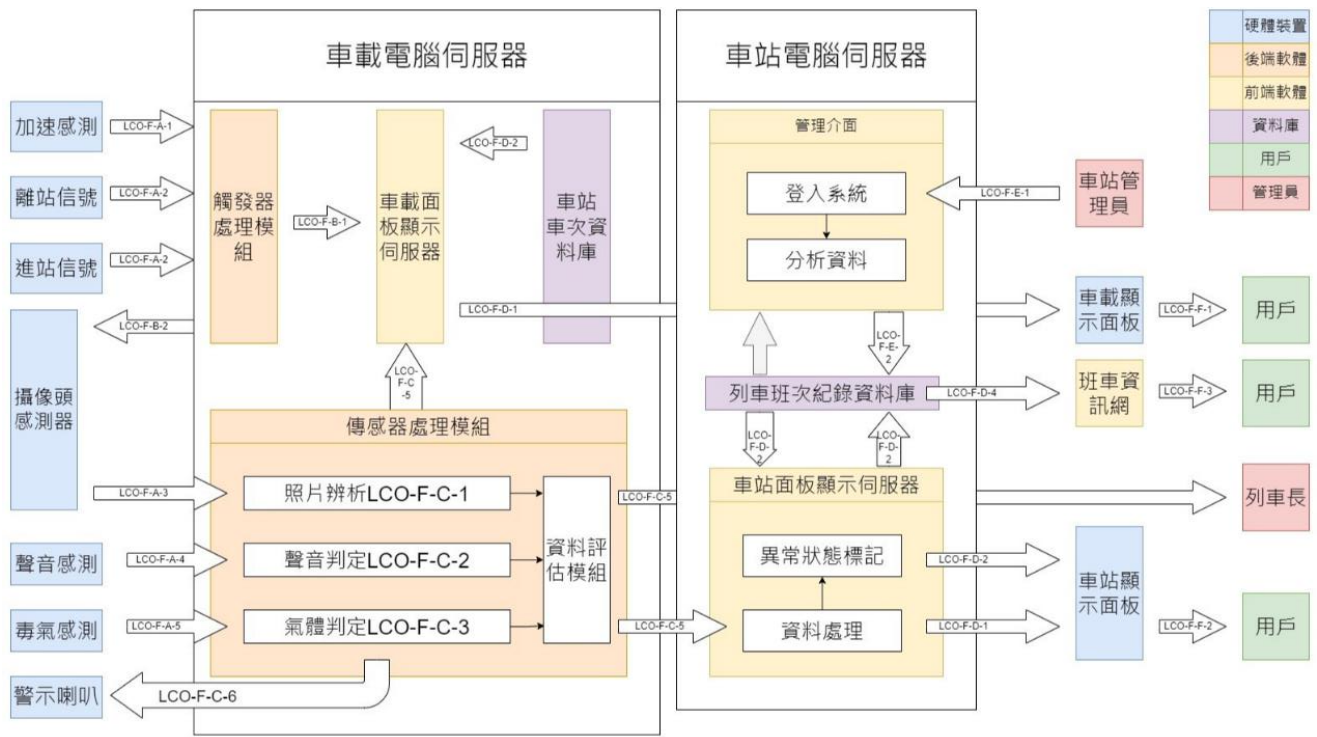 車載電腦伺服器
車站電腦伺服器
硬體裝置
後端軟體
前端軟體
資料庫
用戶
管理員
加速感測
LCO-F-A-1
離站信號
LCO-F-A-2
進站信號
LCO-F-A-2
攝像頭
感測器
LCO-F-B-2
LCO-F-A-3
聲音感測
LCO-F-A-4
毒氣感測
LCO-F-A-5
警示喇叭
LCO-F-C-6
觸發器
處理模
組
LCO-F-B-1
車載面
板顯示
伺服器
LCO-F-D-2
車站
車次資
料庫
LCO-F-D-1
LCO-
F-C
-5
傳感器處理模組
照片辨析LCO-F-C-1
聲音判定LCO-F-C-2
氣體判定LCO-F-C-3
資料評
估模組
LCO-F-C-5
LCO-F-C-5
管理介面
登入系統
分析資料
LCO-F-E-1
車站管
理員
LCO-
F-E-
2
列車班次紀錄資料庫
LCO-
F-D-
2
LCO-
F-D-
2
車站面板顯示伺服器
異常狀態標記
資料處理
車載顯
示面板
LCO-F-F-1
用戶
LCO-F-D-4
班車資
訊網
LCO-F-F-3
用戶
列車長
LCO-F-D-2
LCO-F-D-1
車站顯
示面板
LCO-F-F-2
用戶